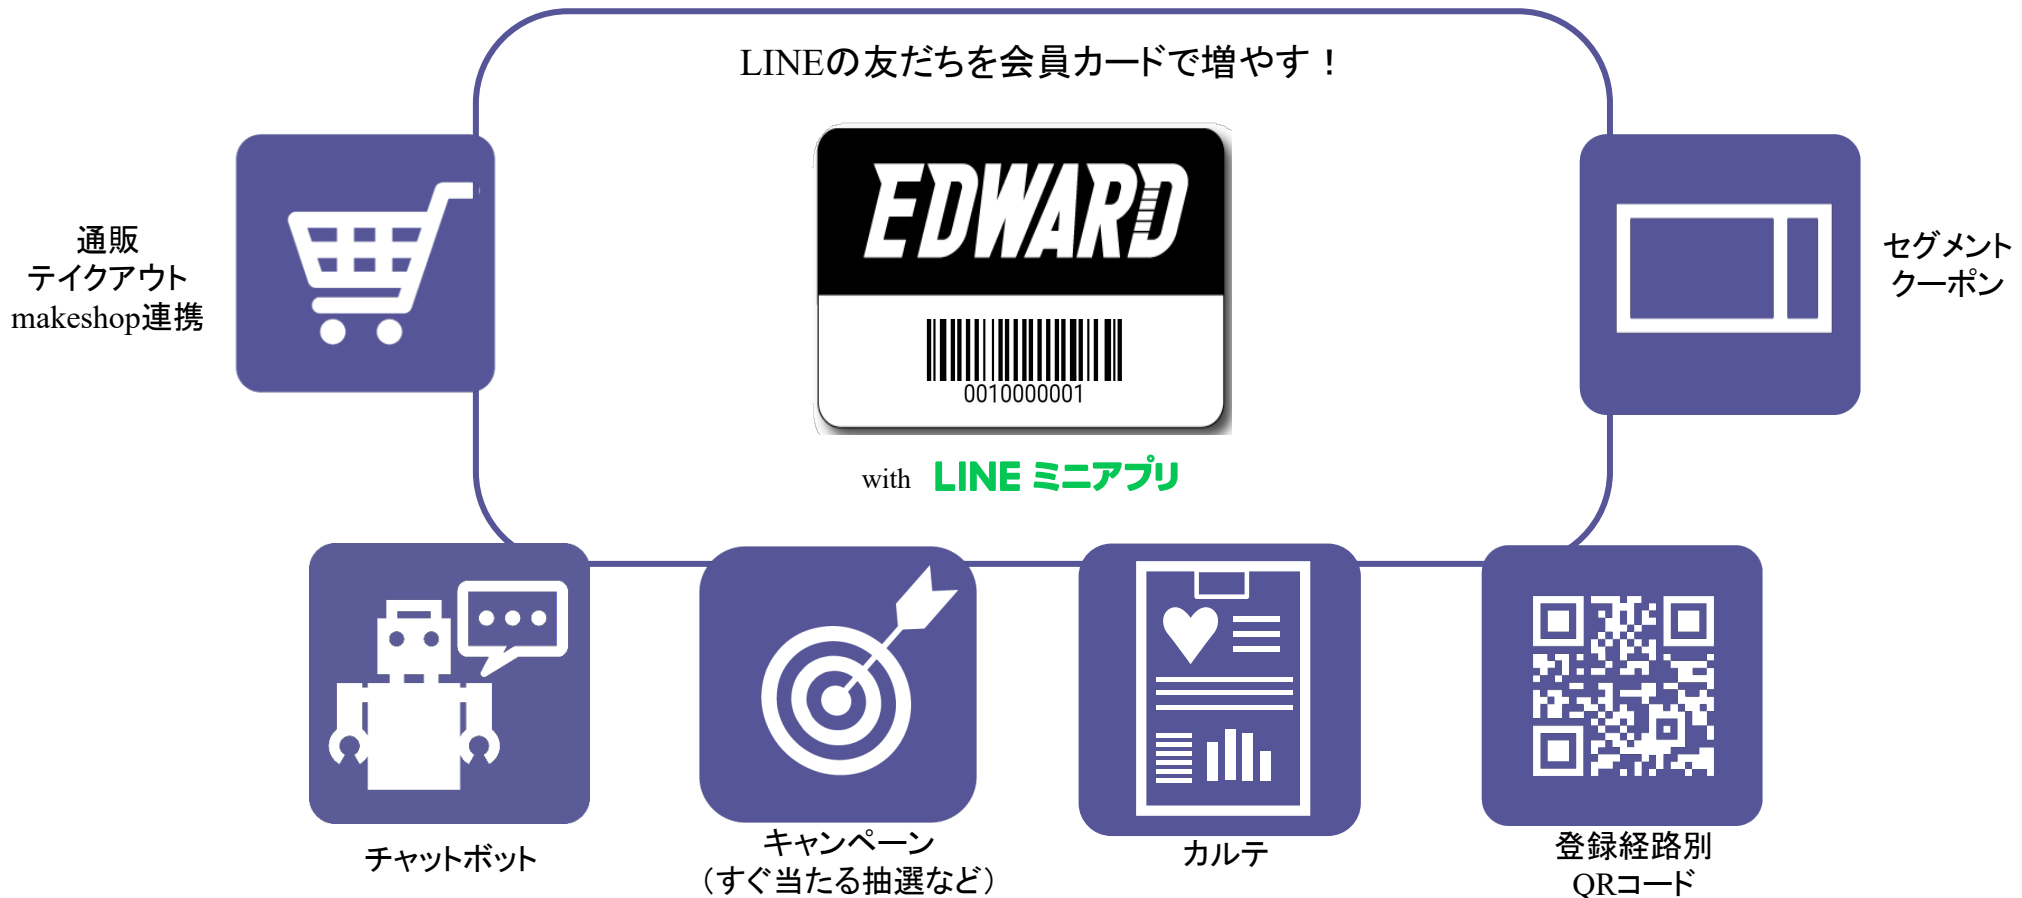 LINEの友だちを会員カードで増やす！
EDWARD
0010000001
with LINE ミニアプリ
通販
テイクアウト
makeshop連携
セグメント
クーポン
チャットボット
キャンペーン
（すぐ当たる抽選など）
カルテ
登録経路別
QRコード